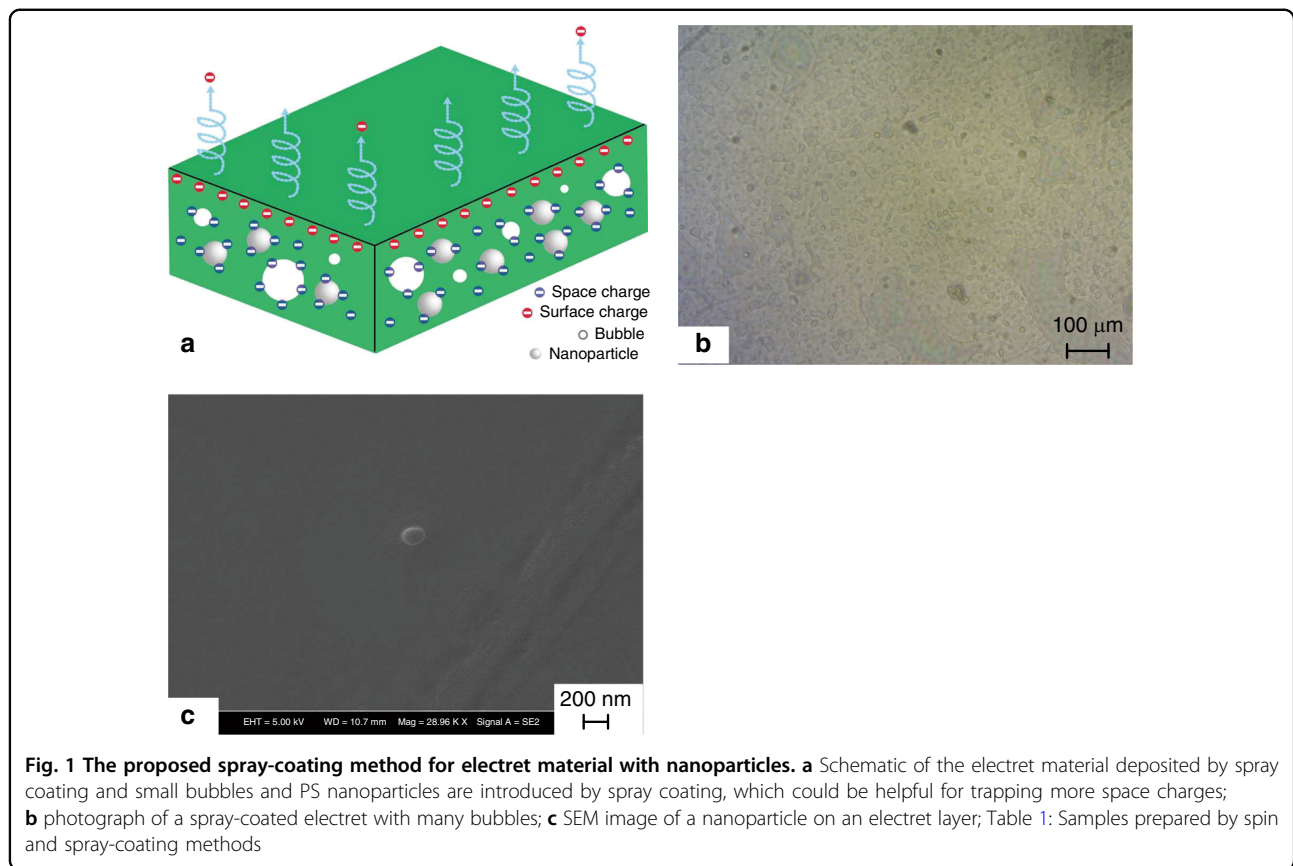 Space charge
Surface charge
Bubble
Nanoparticle
a
b
100 μm
c
EHT = 5.00 kV WD = 10.7 mm Mag = 28.96 K X Signal A = SE2
200 nm
Fig. 1 The proposed spray-coating method for electret material with nanoparticles. a Schematic of the electret material deposited by spray
coating and small bubbles and PS nanoparticles are introduced by spray coating, which could be helpful for trapping more space charges;
b photograph of a spray-coated electret with many bubbles; c SEM image of a nanoparticle on an electret layer; Table 1: Samples prepared by spin
and spray-coating methods